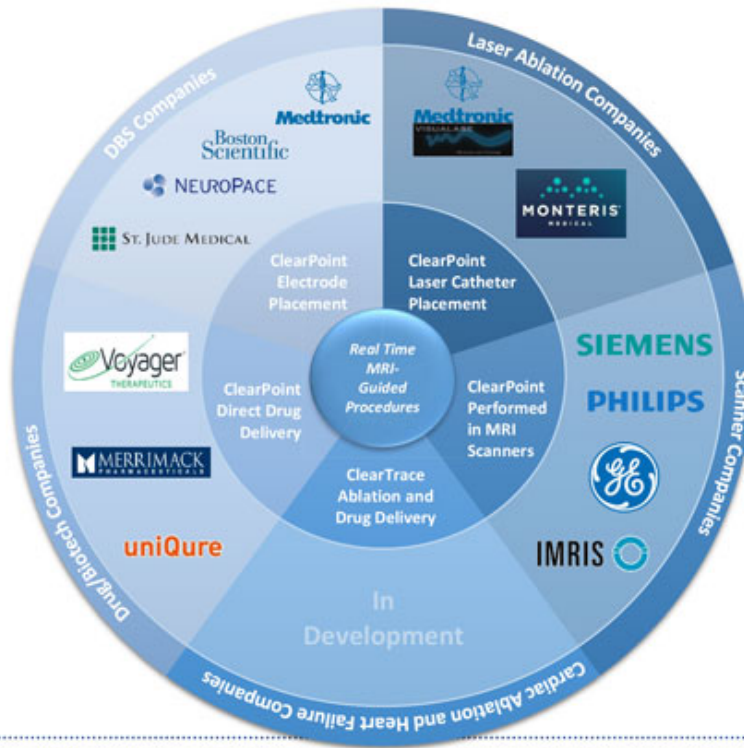 DBS Companies
Laser Ablation Companies
Medtronic
Boston
Scientific
NEUROPACE
ST. JUDE MEDICAL
Medtronic
VISUALASE
MONTERIS
MEDICAL
ClearPoint
Electrode
Placement
ClearPoint
Laser Catheter
Placement
Real Time
MRI-
Guided
Procedures
Voyager
THERAPEUTICS
MERRIMACK
PHARMACEUTICALS
uniQure
ClearPoint
Direct Drug
Delivery
ClearPoint
Performed
in MRI
Scanners
SIEMENS
PHILIPS
GE
IMRIS
ClearTrace
Ablation and
Drug Delivery
In
Development
Drug/Biotech Companies
Scanner Companies
Cardiac Ablation and Heart Failure Companies